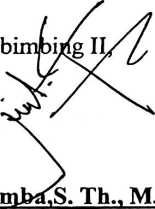 bimbing II,
mba,S. Th., M.